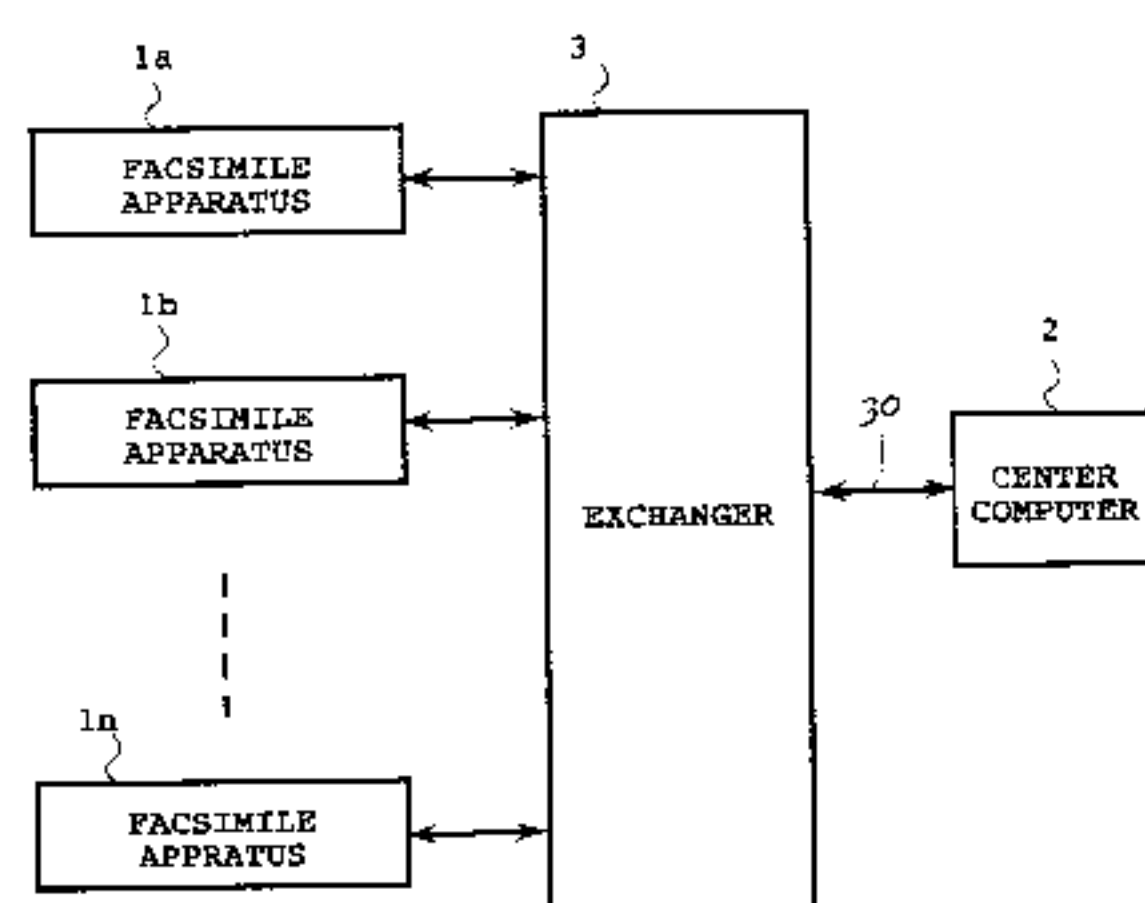 1a
FACSIMILE
APPARATUS
3
1b
FACSIMILE
APPARATUS
EXCHANGER
30
2
CENTER
COMPUTER
1n
FACSIMILE
APPRATUS